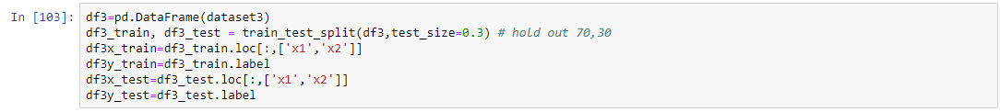 In [103]: df3=pd.DataFrame(dataset3)
df3_train, df3_test = train_test_split(df3,test_size=0.3) # hold out 70,30
df3x_train=df3_train.loc[:,['x1','x2']]
df3y_train=df3_train.label
df3x_test=df3_test.loc[:,['x1','x2']]
df3y_test=df3_test.label